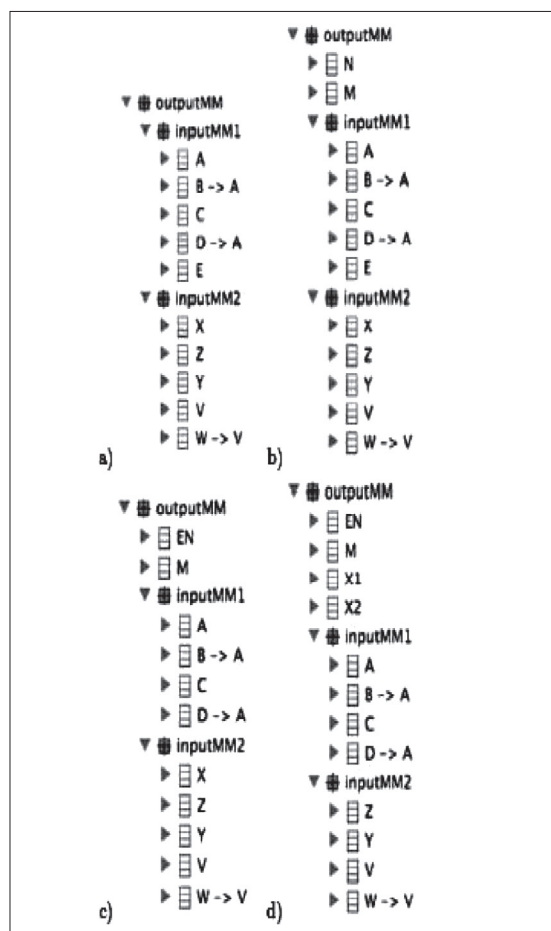 outputMM
inputMM1
A
B -> A
C
D -> A
E
inputMM2
X
Z
Y
V
W -> V
a)
outputMM
N
M
inputMM1
A
B -> A
C
D -> A
E
inputMM2
X
Z
Y
V
W -> V
b)
outputMM
EN
M
inputMM1
A
B -> A
C
D -> A
inputMM2
X
Z
Y
V
W -> V
c)
outputMM
EN
M
X1
X2
inputMM1
A
B -> A
C
D -> A
inputMM2
Z
Y
V
W -> V
d)